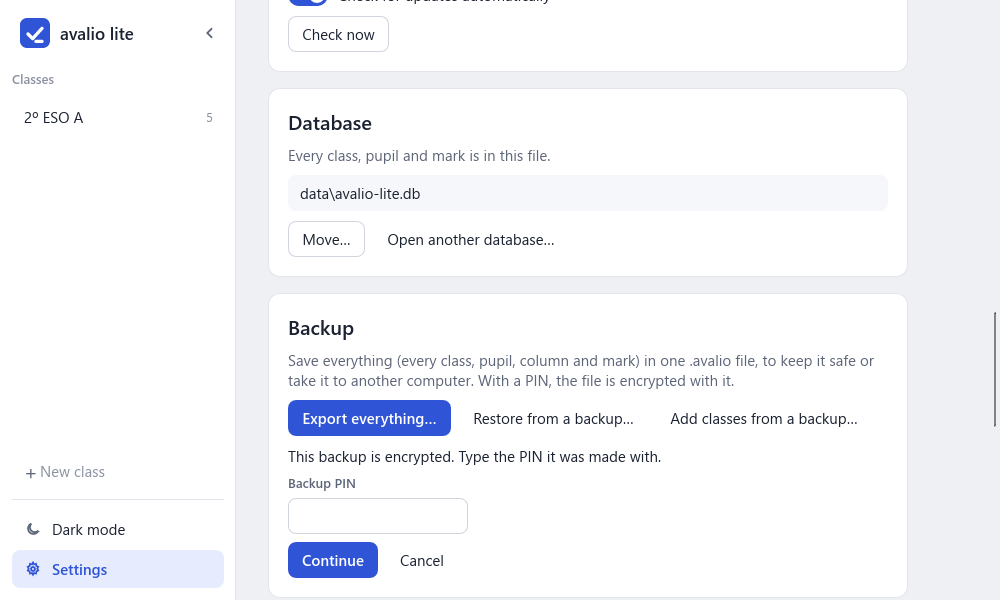 avalio lite
Classes
2º ESO A 5
+ New class
Dark mode
Settings
Check for updates automatically
Check now
Database
Every class, pupil and mark is in this file.
data\avalio-lite.db
Move... Open another database...
Backup
Save everything (every class, pupil, column and mark) in one .avalio file, to keep it safe or
take it to another computer. With a PIN, the file is encrypted with it.
Export everything... Restore from a backup... Add classes from a backup...
This backup is encrypted. Type the PIN it was made with.
Backup PIN
Continue Cancel